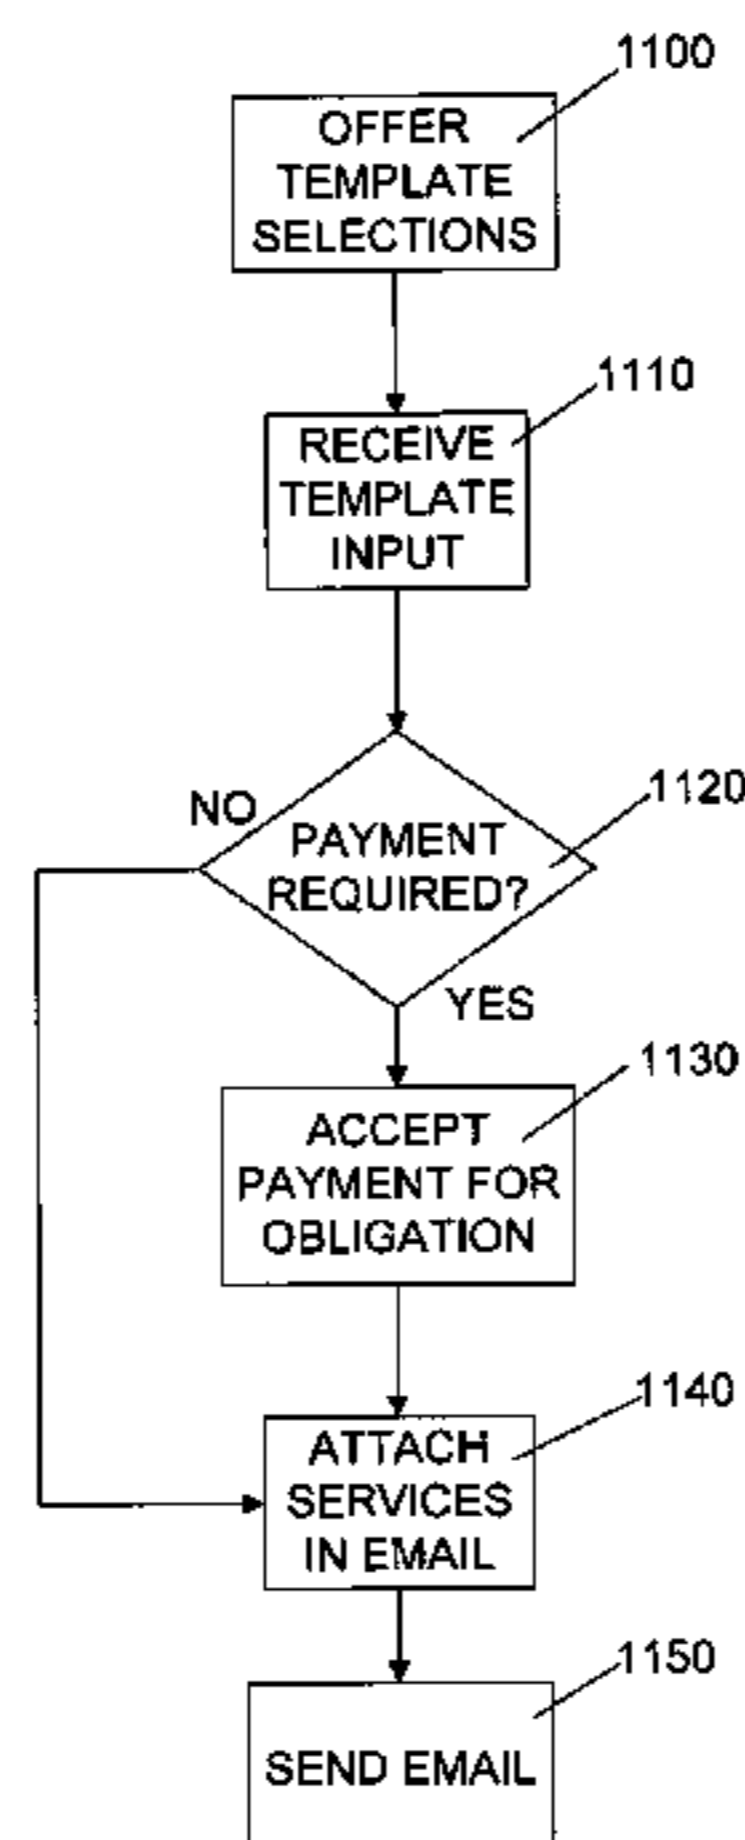 1100
OFFER
TEMPLATE
SELECTIONS
1110
RECEIVE
TEMPLATE
INPUT
1120
NO
PAYMENT
REQUIRED?
YES
1130
ACCEPT
PAYMENT FOR
OBLIGATION
1140
ATTACH
SERVICES
IN EMAIL
1150
SEND EMAIL